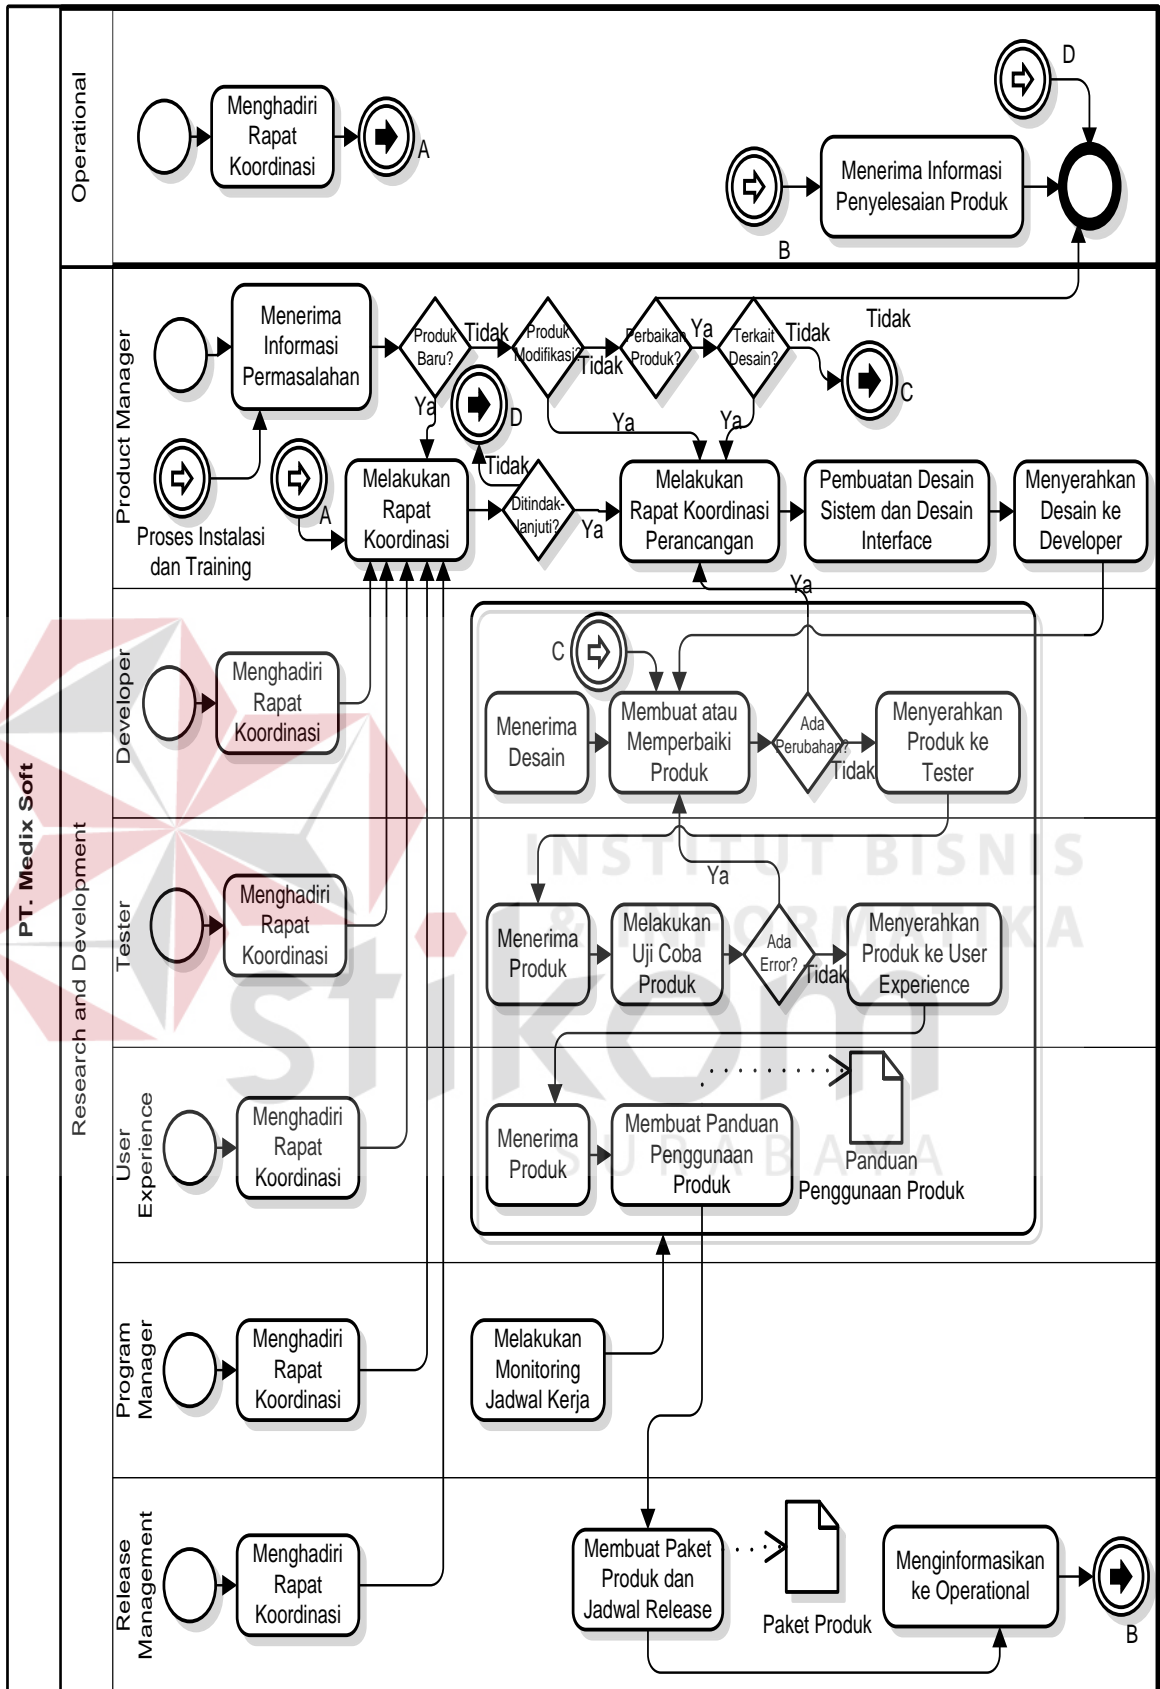 PT. Medix Soft
Operational
Menghadiri
Rapat
Koordinasi
A
B
Menerima Informasi
Penyelesaian Produk
D
Research and Development
Product Manager
Menerima
Informasi
Permasalahan
Produk
Baru?
Tidak
Produk
Modifikasi?
Tidak
Perbaikan
Produk?
Ya
Terkait
Desain?
Tidak
Tidak
C
Ya
D
Ya
Ya
Proses Instalasi
dan Training
A
Melakukan
Rapat
Koordinasi
Tidak
Ditindak-
lanjuti?
Ya
Melakukan
Rapat Koordinasi
Perancangan
Pembuatan Desain
Sistem dan Desain
Interface
Menyerahkan
Desain ke
Developer
Ya
Developer
Menghadiri
Rapat
Koordinasi
C
Menerima
Desain
Membuat atau
Memperbaiki
Produk
Ada
Perubahan?
Tidak
Menyerahkan
Produk ke
Tester
Tester
Menghadiri
Rapat
Koordinasi
Ya
Menerima
Produk
Melakukan
Uji Coba
Produk
Ada
Error?
Tidak
Menyerahkan
Produk ke User
Experience
INSTITUT BISNIS
& INFORMATIKA
stikom
SURABAYA
User
Experience
Menghadiri
Rapat
Koordinasi
Menerima
Produk
Membuat Panduan
Penggunaan
Produk
Panduan
Penggunaan Produk
Program
Manager
Menghadiri
Rapat
Koordinasi
Melakukan
Monitoring
Jadwal Kerja
Release
Management
Menghadiri
Rapat
Koordinasi
Membuat Paket
Produk dan
Jadwal Release
Paket Produk
Menginformasikan
ke Operational
B